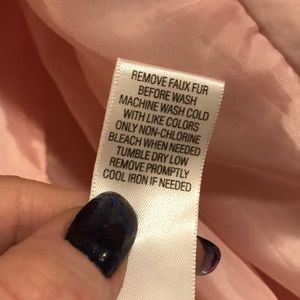 REMOVE FAUX FUR
BEFORE WASH
MACHINE WASH COLD
WITH LIKE COLORS
ONLY NON-CHLORINE
BLEACH WHEN NEEDED
TUMBLE DRY LOW
REMOVE PROMPTLY
COOL IRON IF NEEDED